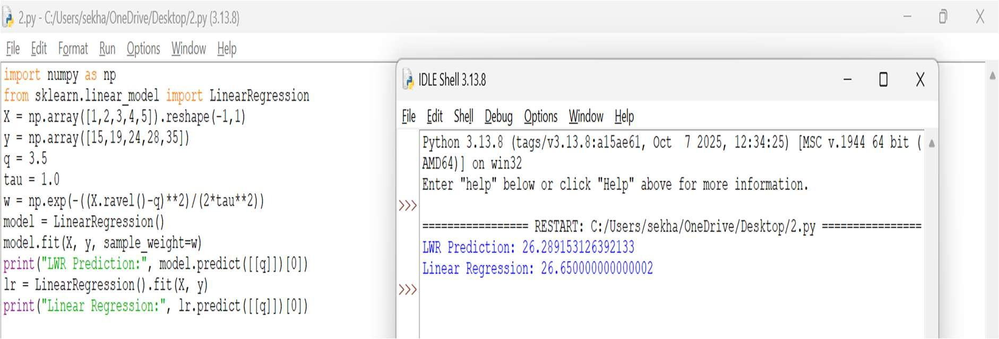 2.py - C:/Users/sekha/OneDrive/Desktop/2.py (3.13.8)
File Edit Format Run Options Window Help
import numpy as np
from sklearn.linear_model import LinearRegression
X = np.array([1,2,3,4,5]).reshape(-1,1)
y = np.array([15,19,24,28,35])
q = 3.5
tau = 1.0
w = np.exp(-((X.ravel()-q)**2)/(2*tau**2))
model = LinearRegression()
model.fit(X, y, sample_weight=w)
print("LWR Prediction:", model.predict([[q]])[0])
lr = LinearRegression().fit(X, y)
print("Linear Regression:", lr.predict([[q]])[0])
IDLE Shell 3.13.8
File Edit Shell Debug Options Window Help
Python 3.13.8 (tags/v3.13.8:a15ae61, Oct  7 2025, 12:34:25) [MSC v.1944 64 bit (
AMD64)] on win32
Enter "help" below or click "Help" above for more information.
>>>
================= RESTART: C:/Users/sekha/OneDrive/Desktop/2.py ================
LWR Prediction: 26.289153126392133
Linear Regression: 26.650000000000002
>>>